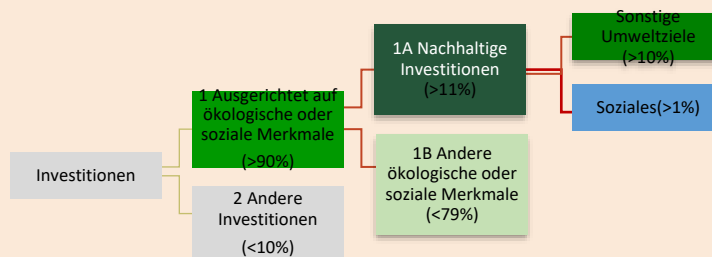 Investitionen
1 Ausgerichtet auf
ökologische oder
soziale Merkmale
(>90%)
2 Andere
Investitionen
(<10%)
1A Nachhaltige
Investitionen
(>11%)
1B Andere
ökologische oder
soziale Merkmale
(<79%)
Sonstige
Umweltziele
(>10%)
Soziales(>1%)